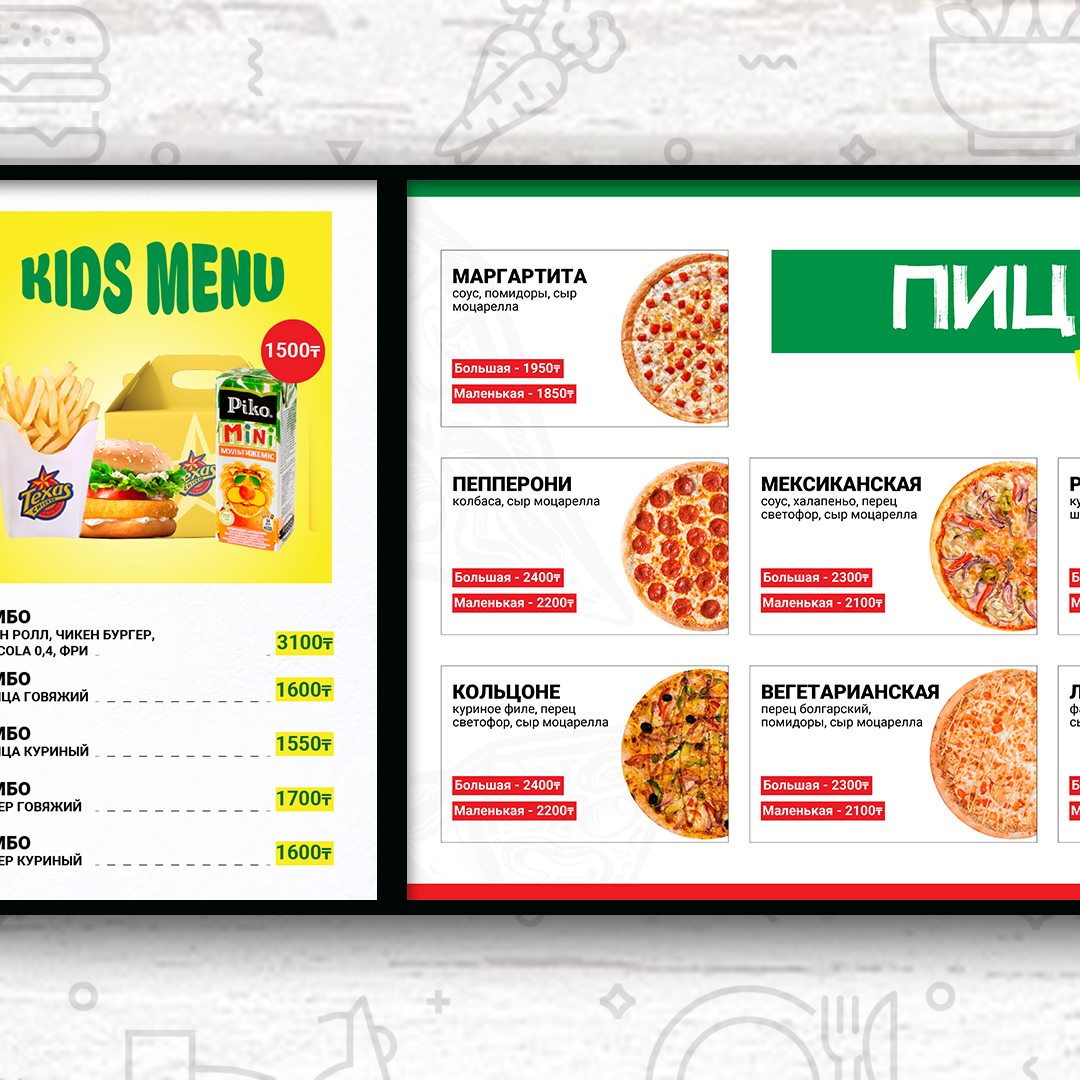 KIDS MENU
1500₸
Piko.
MiNi
МУЛЬТИЖЕМІС
Texas
CHICKEN
Texas
МБО
Н РОЛЛ, ЧИКЕН БУРГЕР,
COLA 0,4, ФРИ
3100₸
МБО
ЦА ГОВЯЖИЙ
1600₸
МБО
ЦА КУРИНЫЙ
1550₸
МБО
ЕР ГОВЯЖИЙ
1700₸
МБО
ЕР КУРИНЫЙ
1600₸
ПИЦ
МАРГАРТИТА
соус, помидоры, сыр
моцарелла
Большая - 1950₸
Маленькая - 1850₸
ПЕППЕРОНИ
колбаса, сыр моцарелла
Большая - 2400₸
Маленькая - 2200₸
МЕКСИКАНСКАЯ
соус, халапеньо, перец
светофор, сыр моцарелла
Большая - 2300₸
Маленькая - 2100₸
КОЛЬЦОНЕ
куриное филе, перец
светофор, сыр моцарелла
Большая - 2400₸
Маленькая - 2200₸
ВЕГЕТАРИАНСКАЯ
перец болгарский,
помидоры, сыр моцарелла
Большая - 2300₸
Маленькая - 2100₸